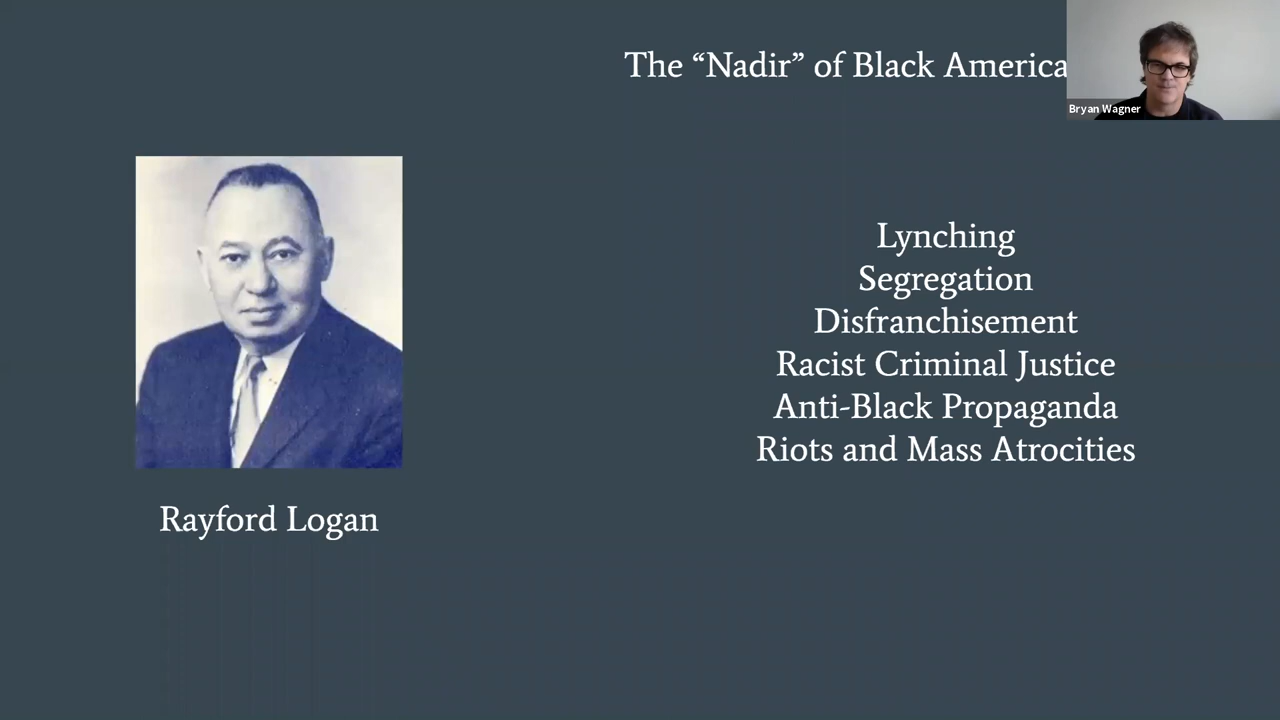 The “Nadir” of Black America
Bryan Wagner
Lynching
Segregation
Disfranchisement
Racist Criminal Justice
Anti-Black Propaganda
Riots and Mass Atrocities
Rayford Logan